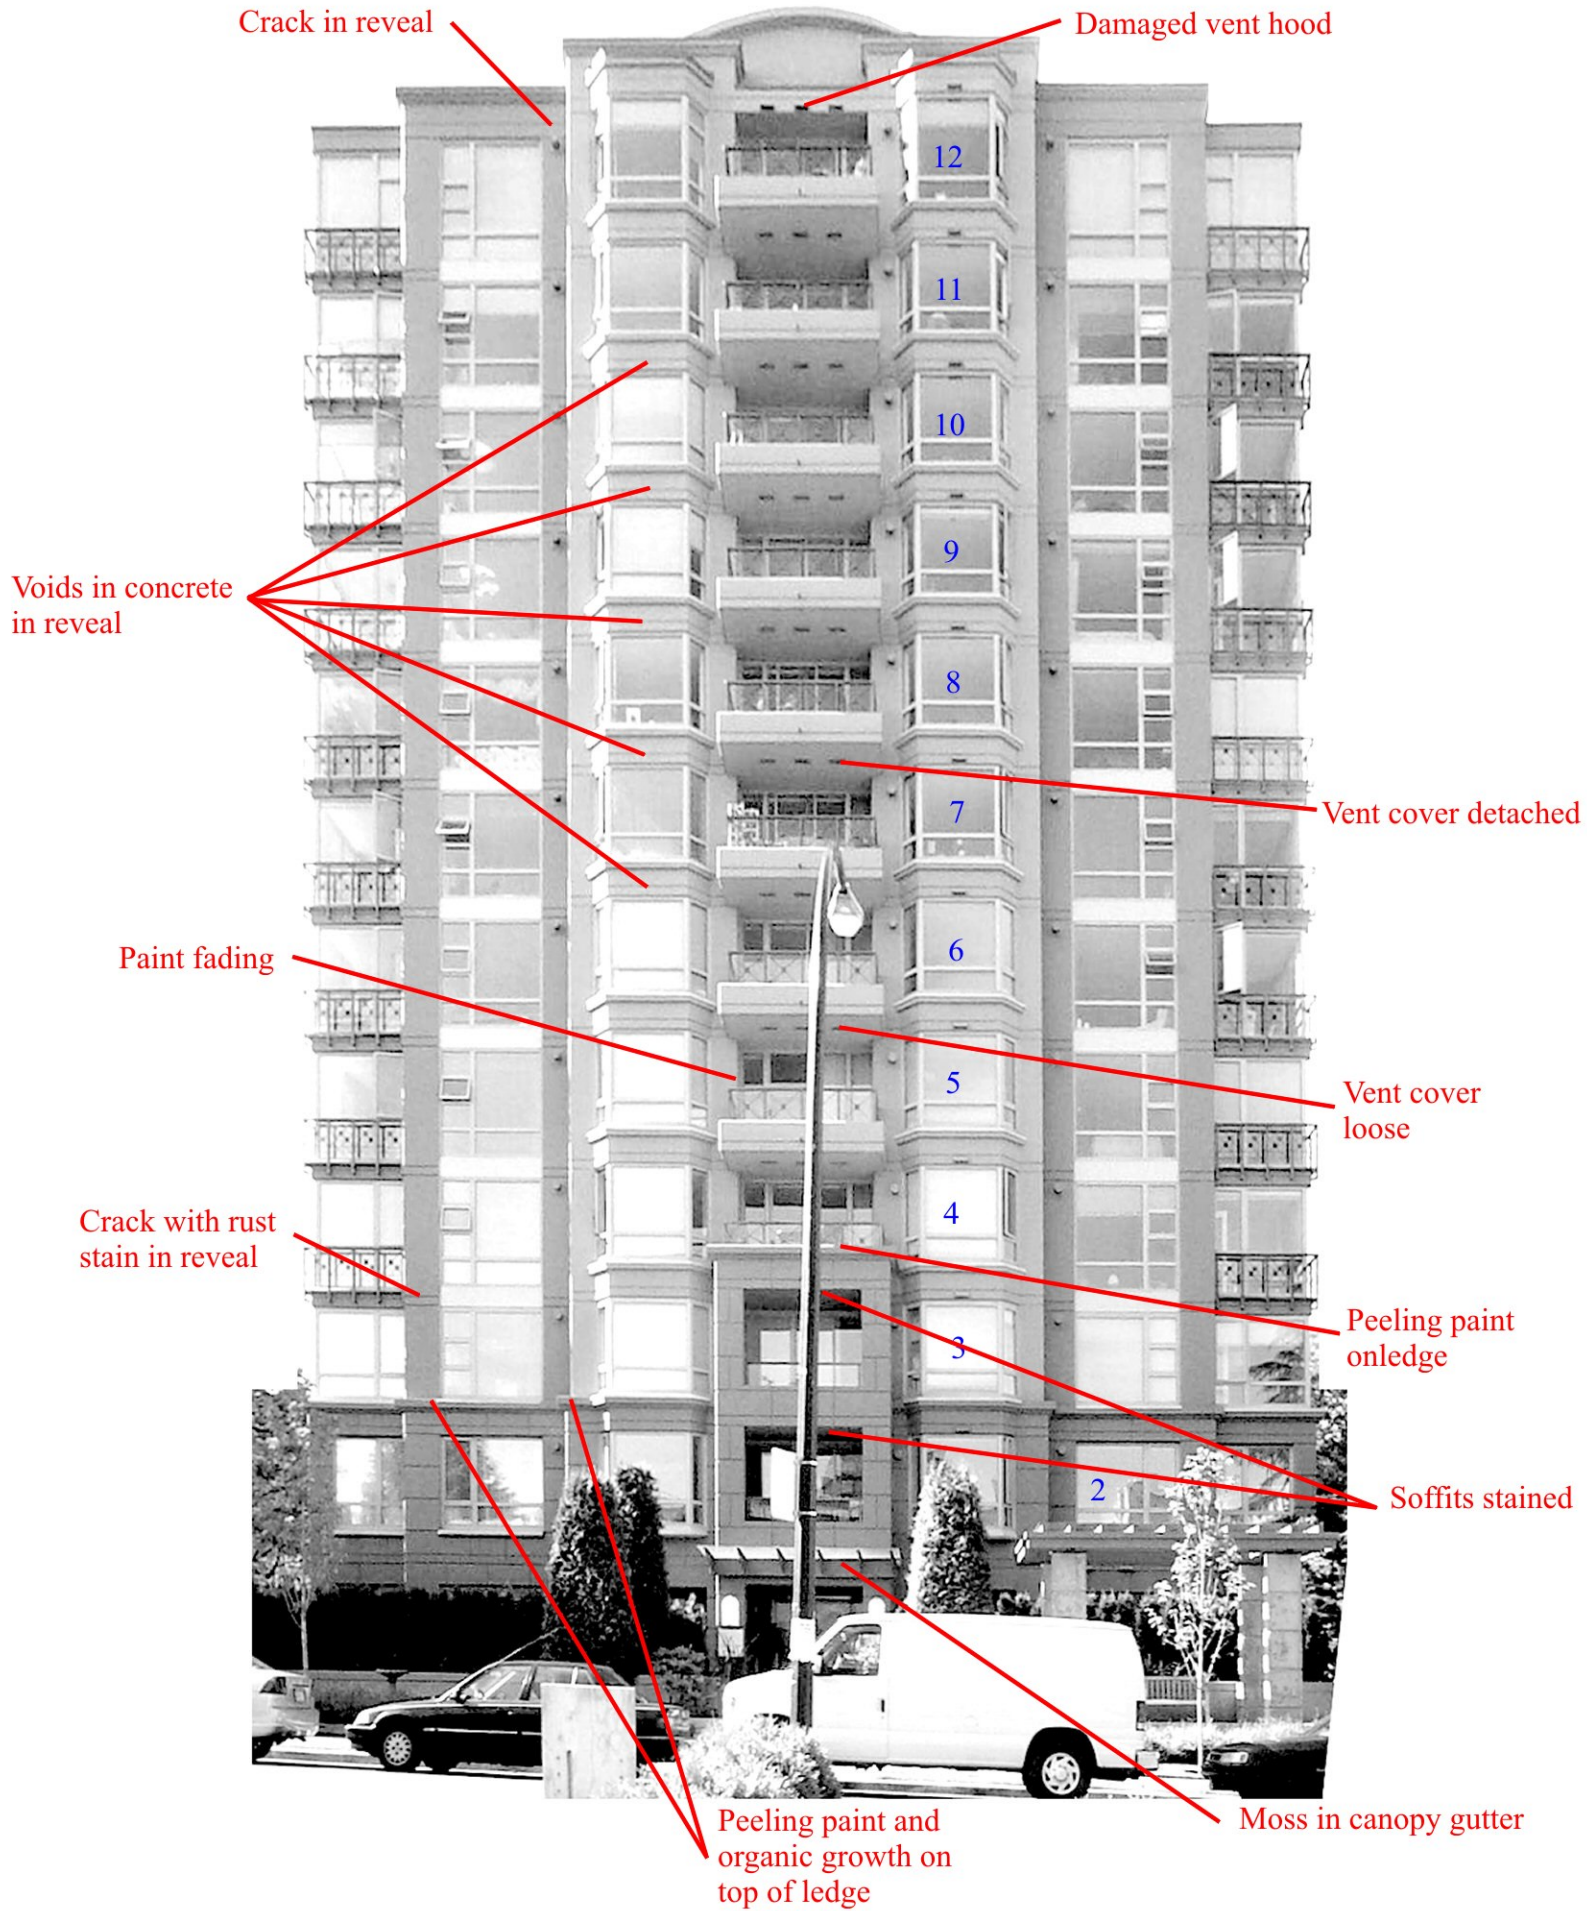 Crack in reveal
Damaged vent hood
12
11
10
9
Voids in concrete
in reveal
8
7
Vent cover detached
6
Paint fading
5
Vent cover
loose
4
Crack with rust
stain in reveal
3
Peeling paint
onledge
2
Soffits stained
Peeling paint and
organic growth on
top of ledge
Moss in canopy gutter